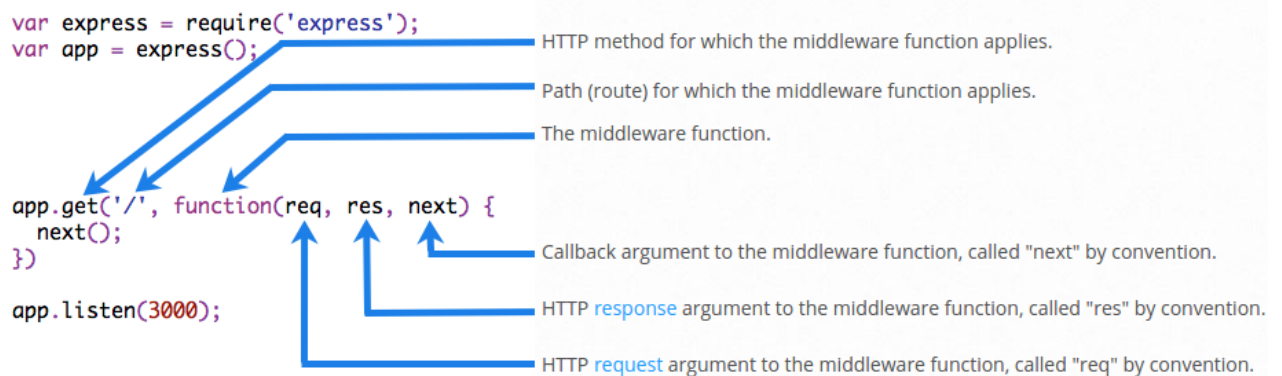 var express = require('express');
var app = express();
HTTP method for which the middleware function applies.
Path (route) for which the middleware function applies.
The middleware function.
app.get('/', function(req, res, next) {
  next();
})
Callback argument to the middleware function, called "next" by convention.
app.listen(3000);
HTTP response argument to the middleware function, called "res" by convention.
HTTP request argument to the middleware function, called "req" by convention.